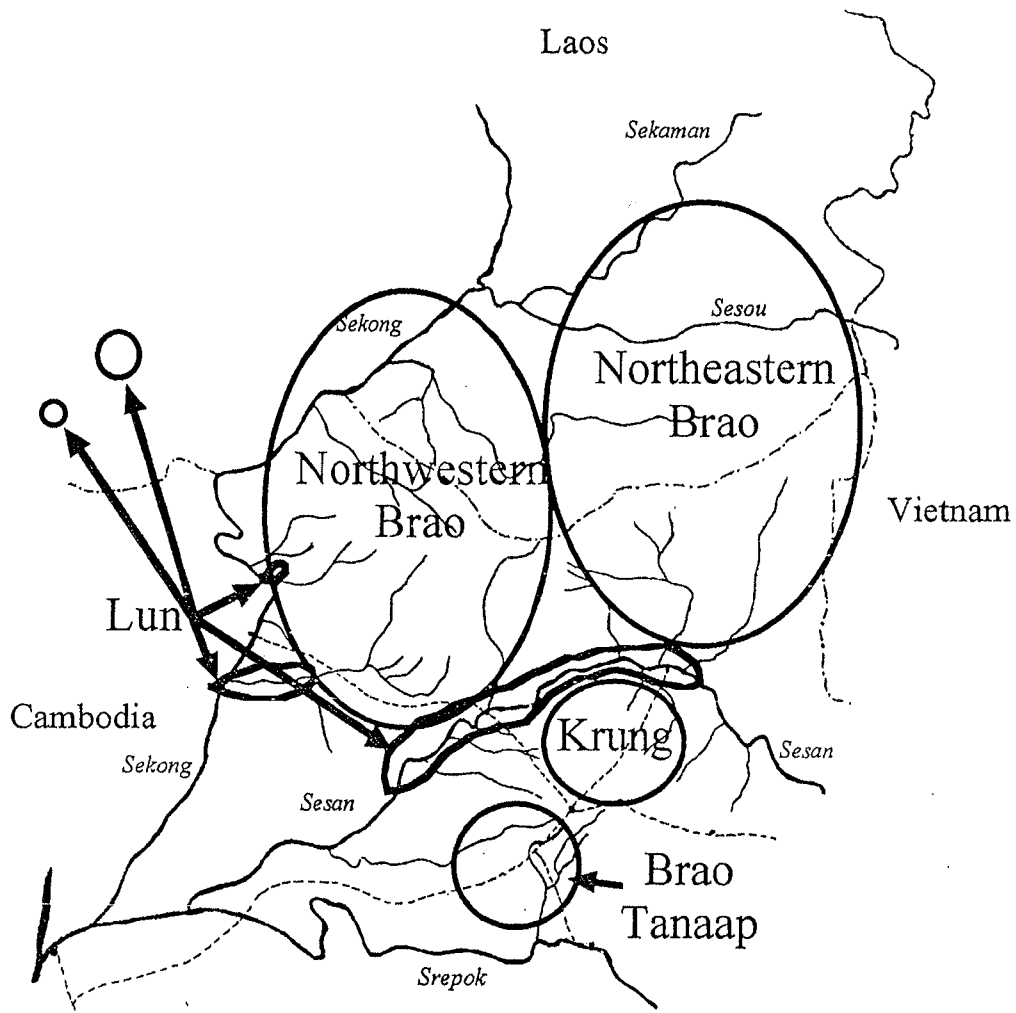 Laos
Sekaman
Sekong
Sesou
Northeastern
Brao
Northwestern
Brao
Vietnam
Lun
Cambodia
Krung
Sekong
Sesan
Sesan
Brao
Tanaap
Srepok